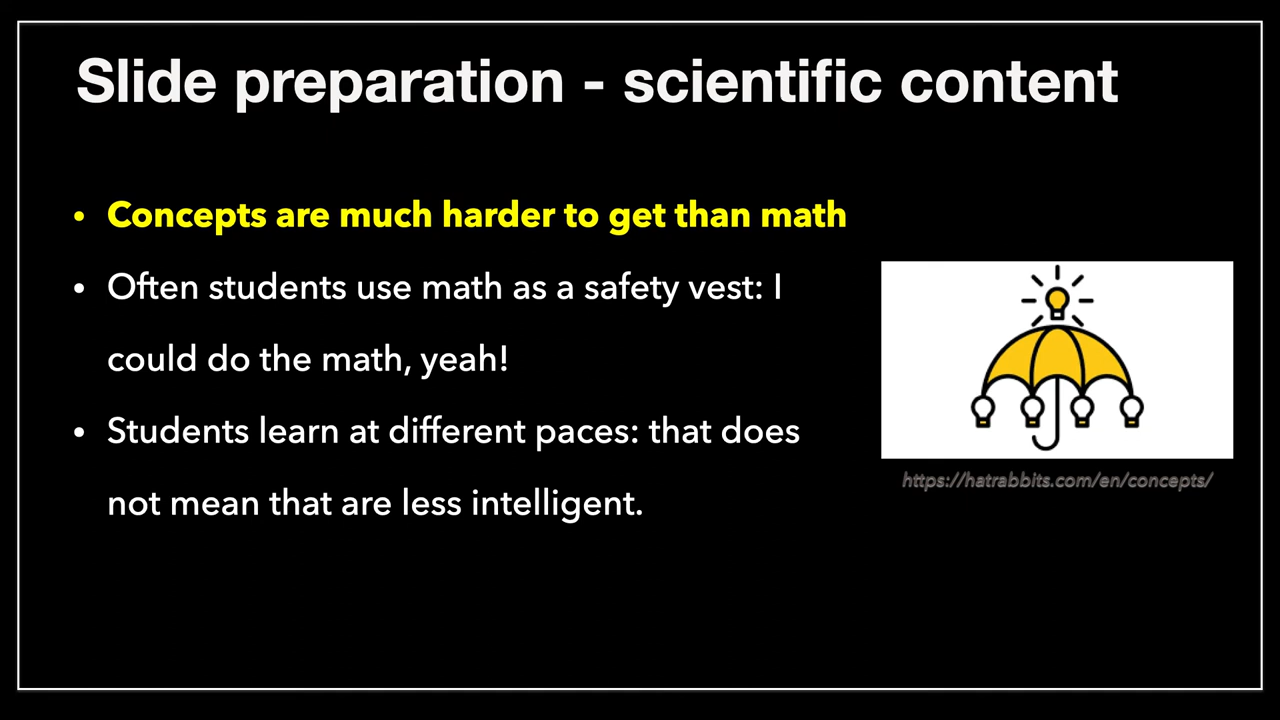 Slide preparation - scientific content
• Concepts are much harder to get than math
• Often students use math as a safety vest: I
could do the math, yeah!
• Students learn at different paces: that does
not mean that are less intelligent.
https://hatrabbits.com/en/concepts/